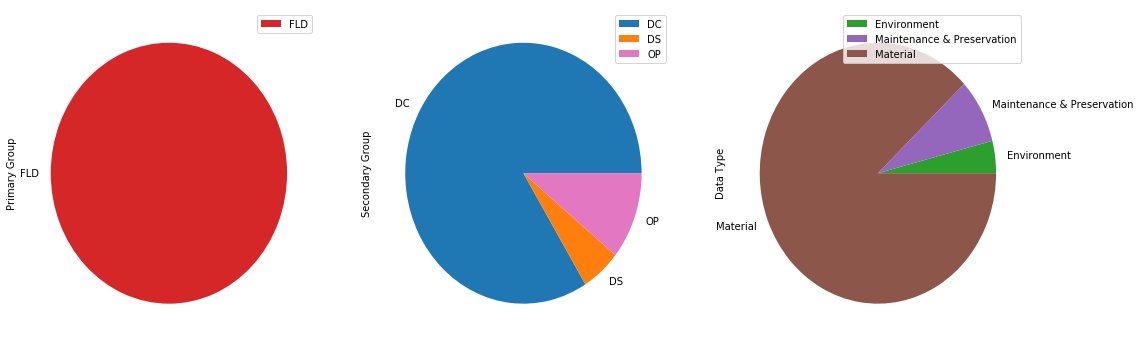 FLD
Primary Group
FLD
DC
DS
OP
DC
Secondary Group
OP
DS
Environment
Maintenance & Preservation
Material
Maintenance & Preservation
Environment
Data Type
Material